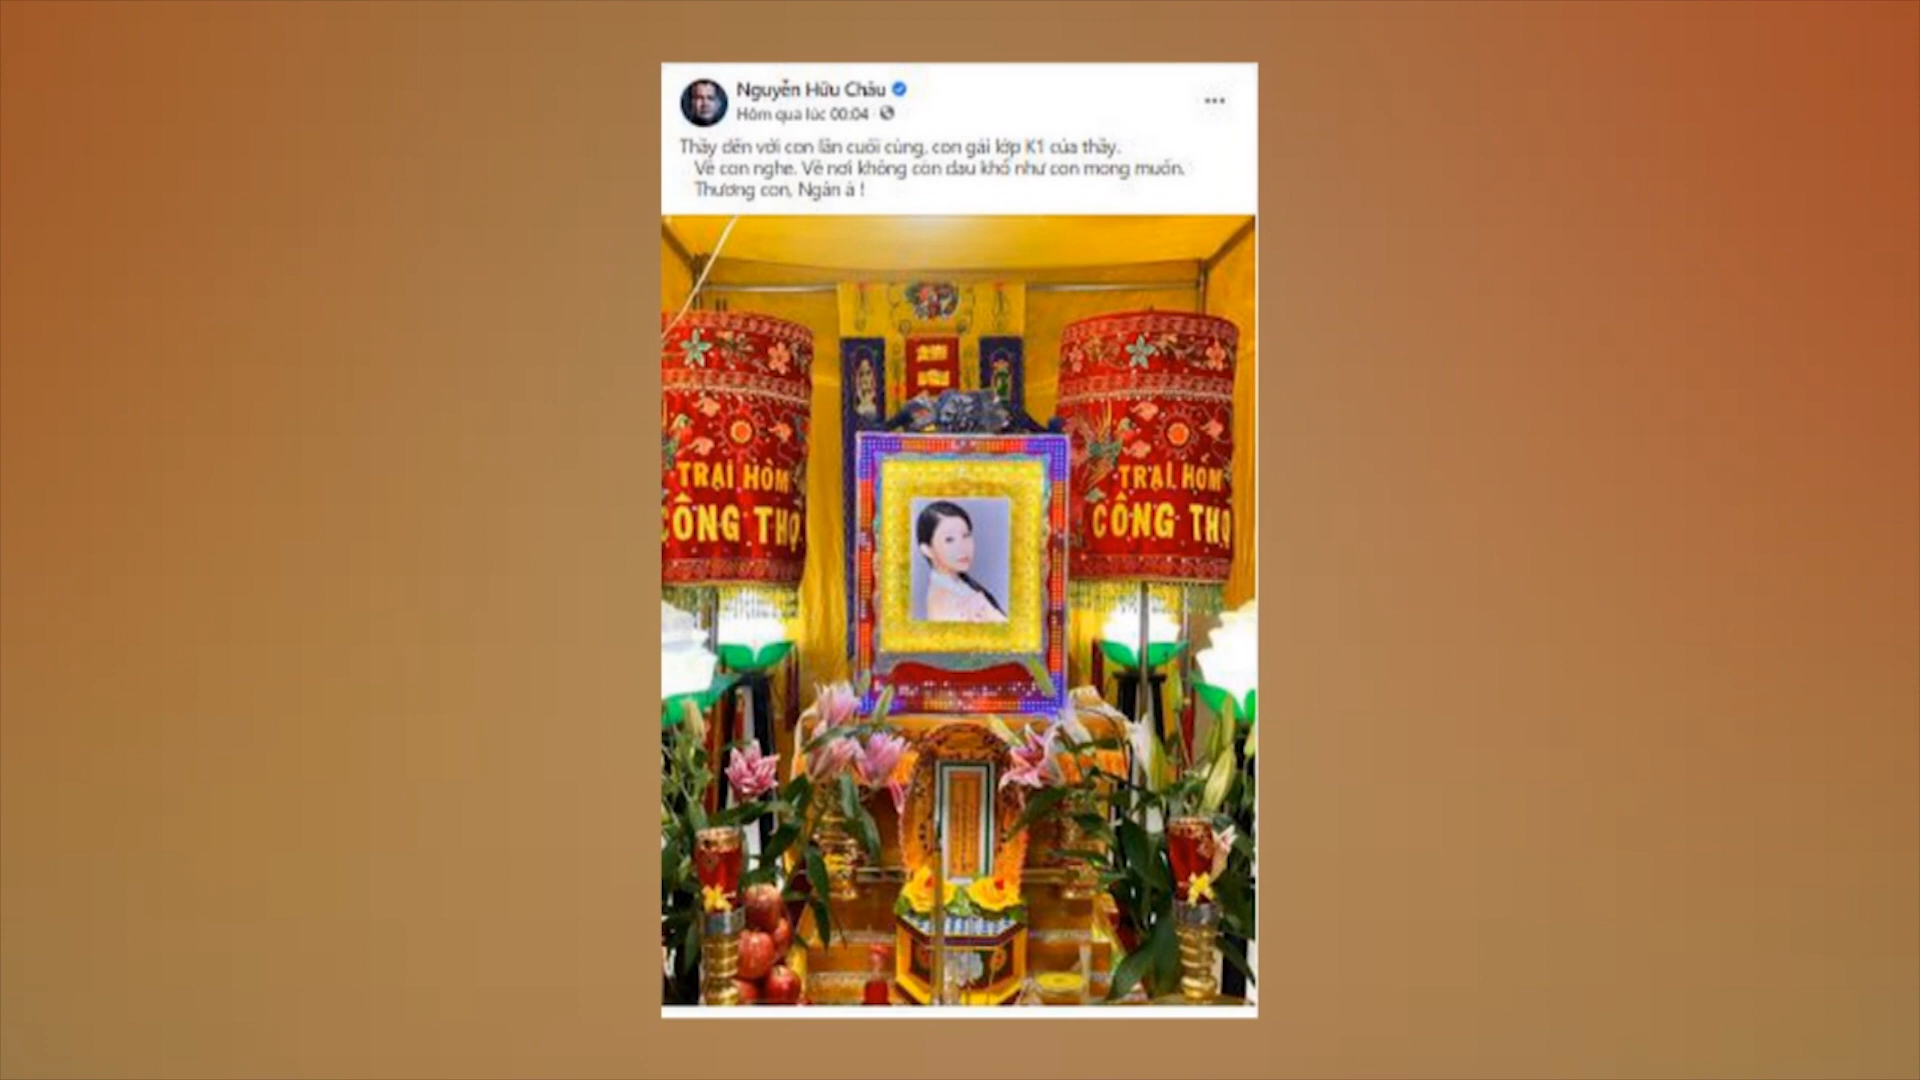 Nguyễn Hữu Châu
Hôm qua lúc 00:04
Thầy đến với con lần cuối cùng, con gái lớp K1 của thầy.
Về con nghe. Về nơi không còn đau khổ như con mong muốn.
Thương con, Ngân à !
TRẠI HÒM
CÔNG THỌ
TRẠI HÒM
CÔNG THỌ